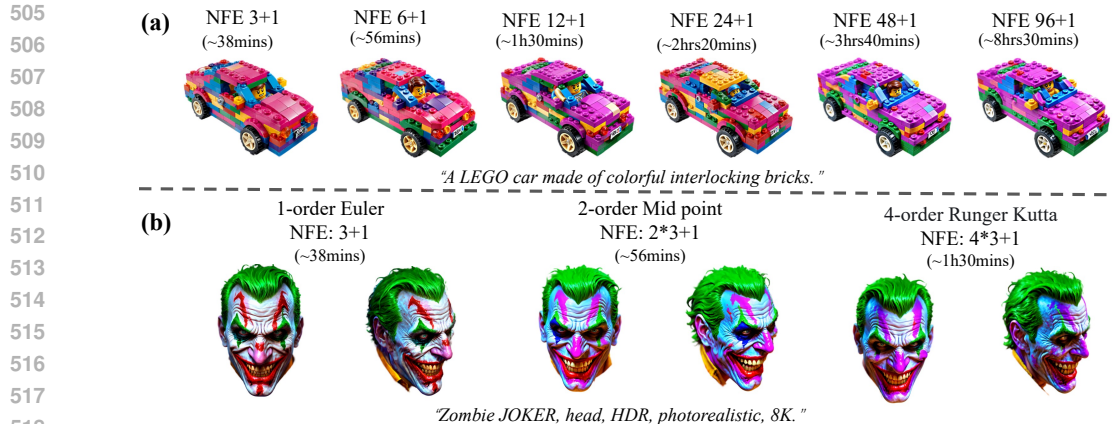 505
506
507
508
509
510
511
512
513
514
515
516
517
(a)
NFE 3+1
(~38mins)
NFE 6+1
(~56mins)
NFE 12+1
(~1h30mins)
NFE 24+1
(~2hrs20mins)
NFE 48+1
(~3hrs40mins)
NFE 96+1
(~8hrs30mins)
"A LEGO car made of colorful interlocking bricks."
(b)
1-order Euler
NFE: 3+1
(~38mins)
2-order Mid point
NFE: 2*3+1
(~56mins)
4-order Runger Kutta
NFE: 4*3+1
(~1h30mins)
"Zombie JOKER, head, HDR, photorealistic, 8K."